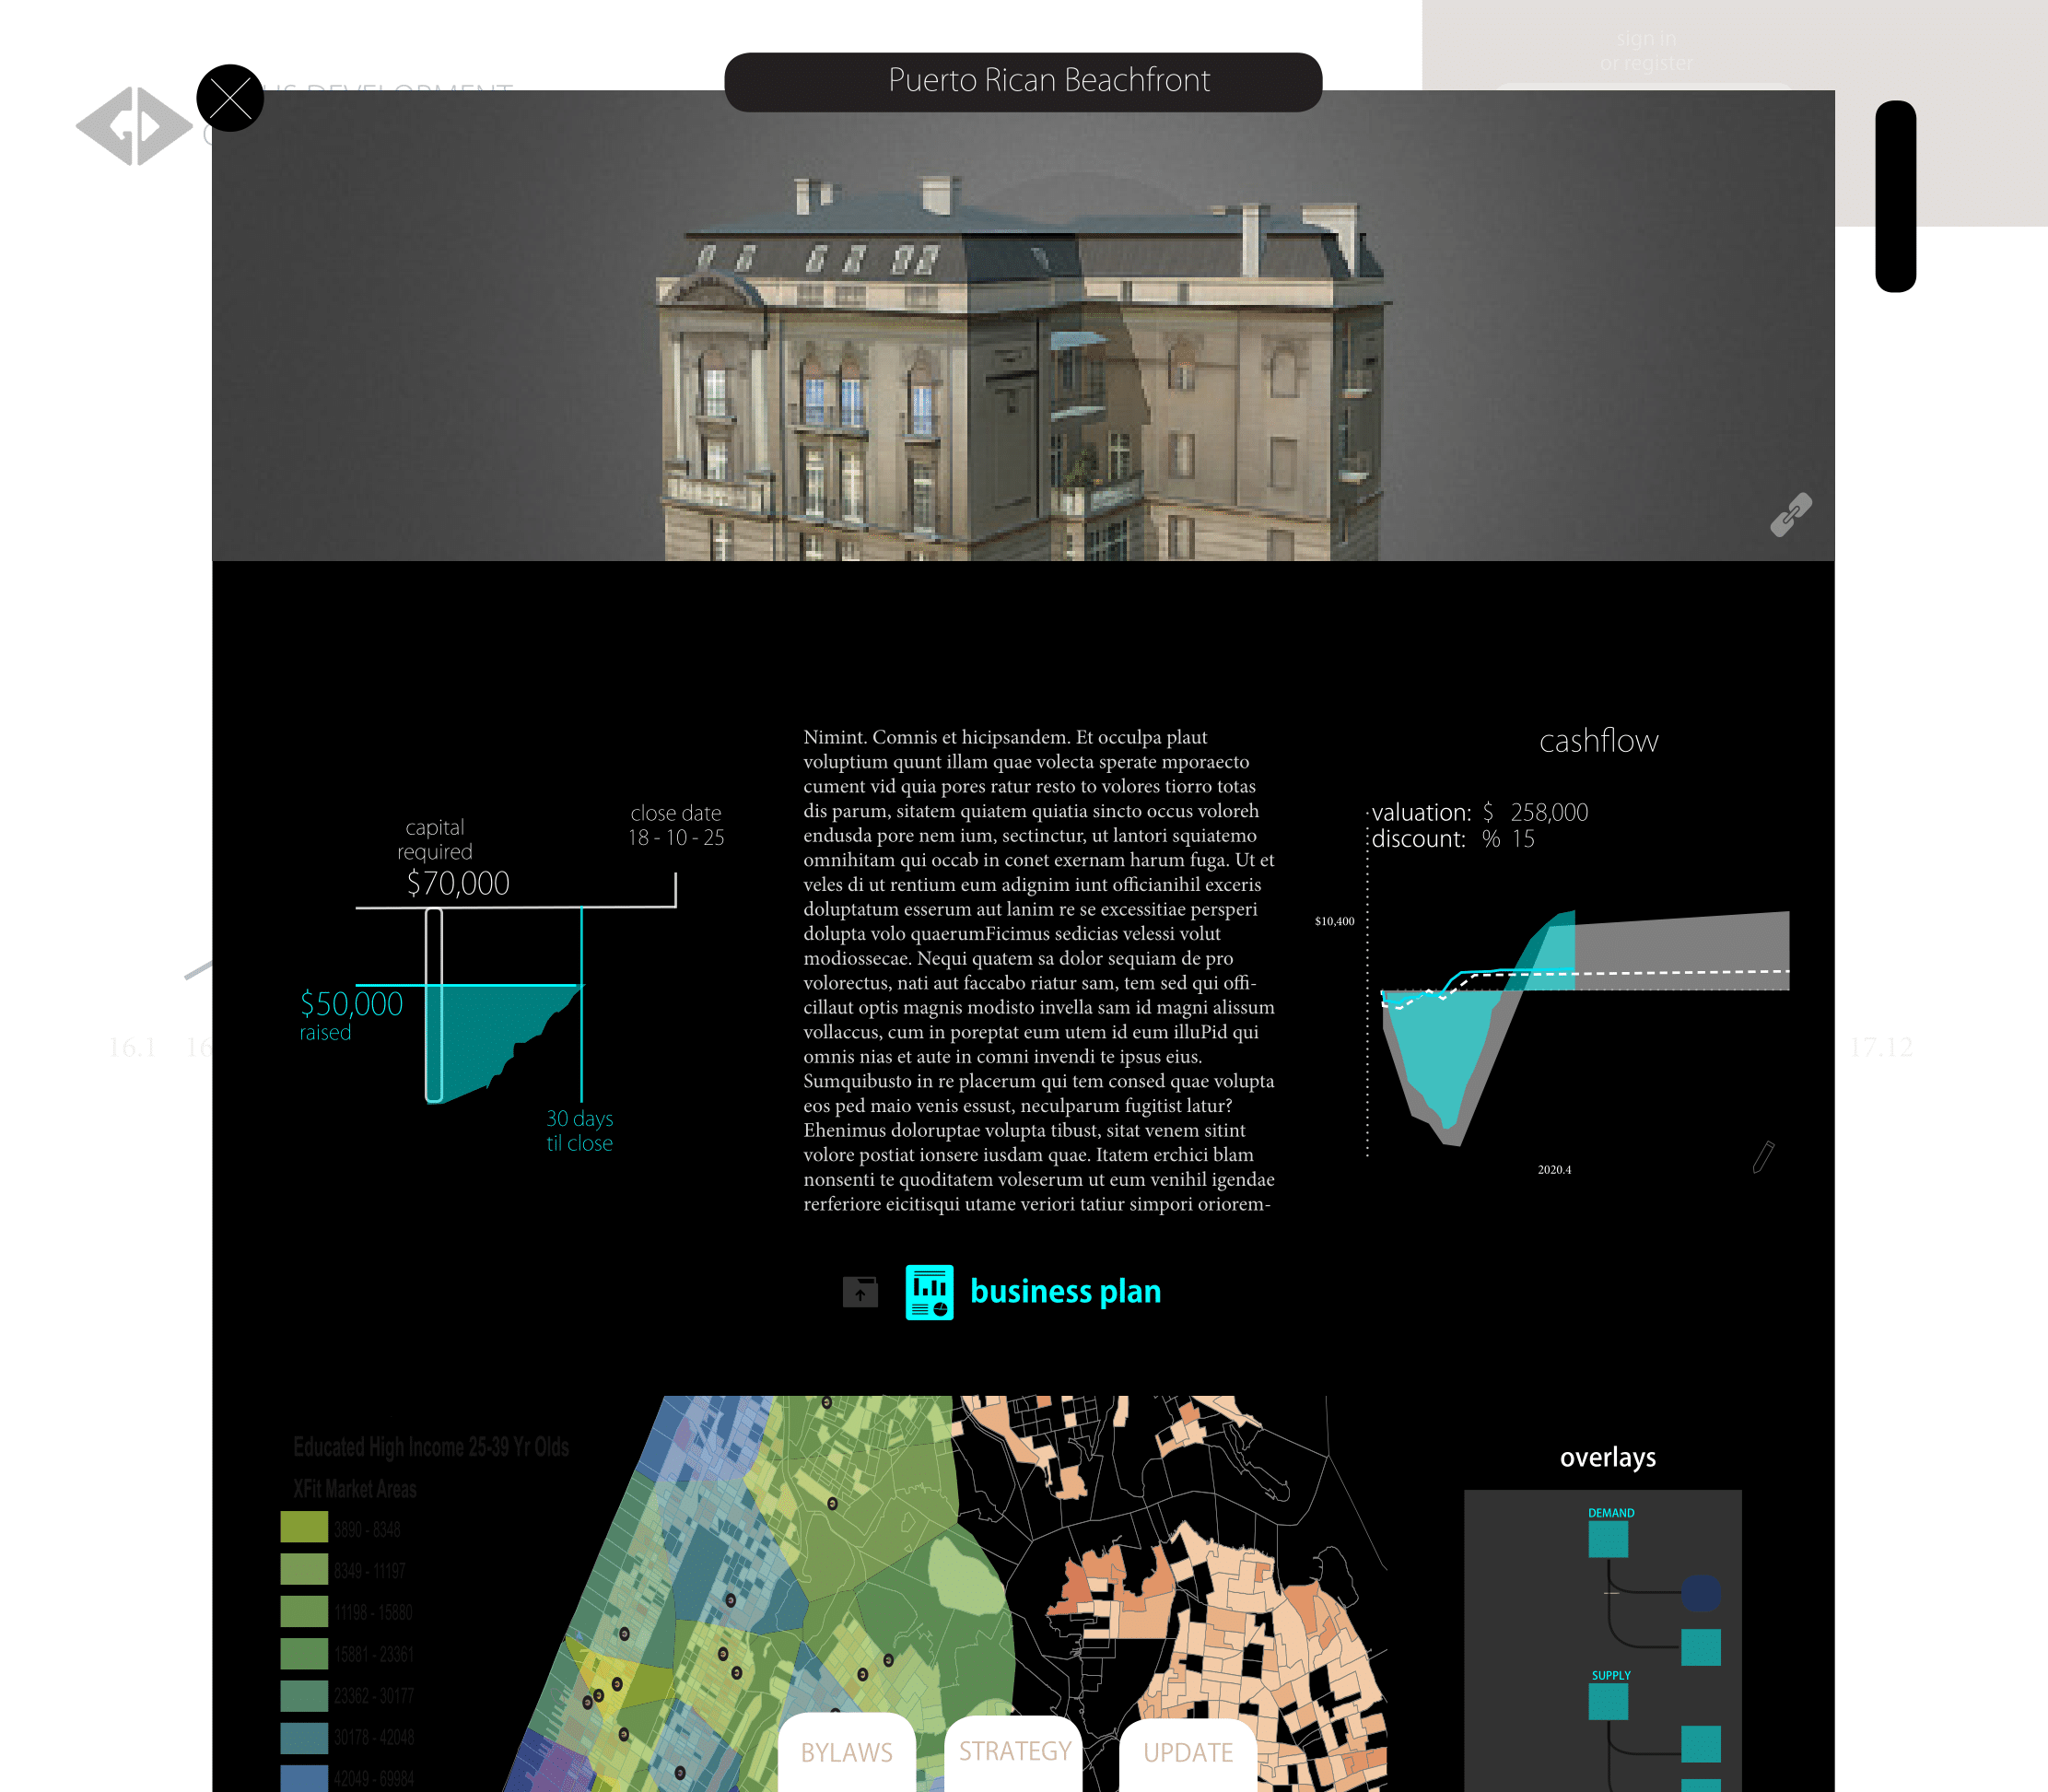 sign in
or register
Puerto Rican Beachfront
DEVELOPMENT
Nimint. Comnis et hicipsandem. Et occulpa plaut
voluptium quunt illam quae volecta sperate mporaecto
cument vid quia pores ratur resto to volores tiorro totas
dis parum, sitatem quiatem quiatia sincto occus voloreh
endusda pore nem ium, sectinctur, ut lantori squiatemo
omnihitam qui occab in conet exernam harum fuga. Ut et
veles di ut rentium eum adignim iunt officianihil exceris
doluptatum esserum aut lanim re se excessitiae persperi
dolupta volo quaerumFicimus sedicias velessi volut
modiossecae. Nequi quatem sa dolor sequiam de pro
volorectus, nati aut faccabo riatur sam, tem sed qui offi-
cillaut optis magnis modisto invella sam id magni alissum
vollaccus, cum in poreptat eum utem id eum illuPid qui
omnis nias et aute in comni invendi te ipsus eius.
Sumquibusto in re placerum qui tem consed quae volupta
eos ped maio venis essust, neculparum fugitist latur?
Ehenimus doloruptae volupta tibust, sitat venem sitint
volore postiat ionsere iusdam quae. Itatem erchici blam
nonsenti te quoditatem voleserum ut eum venihil igendae
rerferiore eicitisqui utame veriori tatiur simpori oriorem-
capital
required
$70,000
close date
18 - 10 - 25
$50,000
raised
30 days
til close
16.1
16
cashflow
valuation: $ 258,000
discount: % 15
$10,400
2020.4
17.12
business plan
Educated High Income 25-39 Yr Olds
XFit Market Areas
3890 - 8348
8349 - 11197
11198 - 15880
15881 - 23361
23362 - 30177
30178 - 42048
42049 - 69984
overlays
DEMAND
SUPPLY
BYLAWS
STRATEGY
UPDATE